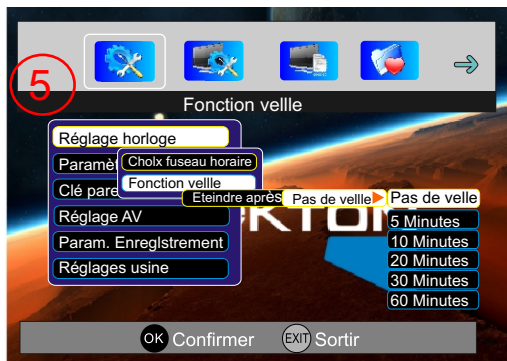 5
Fonction vellle
Réglage horloge
Paramèt
Cholx fuseau horaire
Clé pare
Fonction vellle
Eteindre après
Pas de vellle
Pas de velle
Réglage AV
5 Minutes
Param. Enreglstrement
10 Minutes
20 Minutes
Réglages usine
30 Minutes
60 Minutes
OK Confirmer EXIT Sortir